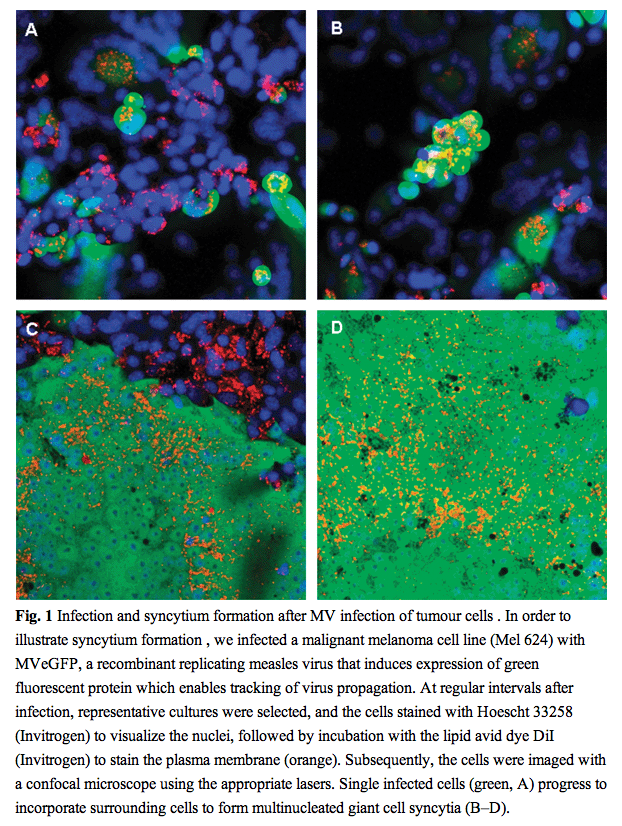 A
B
C
D
Fig. 1 Infection and syncytium formation after MV infection of tumour cells . In order to
illustrate syncytium formation , we infected a malignant melanoma cell line (Mel 624) with
MVeGFP, a recombinant replicating measles virus that induces expression of green
fluorescent protein which enables tracking of virus propagation. At regular intervals after
infection, representative cultures were selected, and the cells stained with Hoescht 33258
(Invitrogen) to visualize the nuclei, followed by incubation with the lipid avid dye DiI
(Invitrogen) to stain the plasma membrane (orange). Subsequently, the cells were imaged with
a confocal microscope using the appropriate lasers. Single infected cells (green, A) progress to
incorporate surrounding cells to form multinucleated giant cell syncytia (B–D).